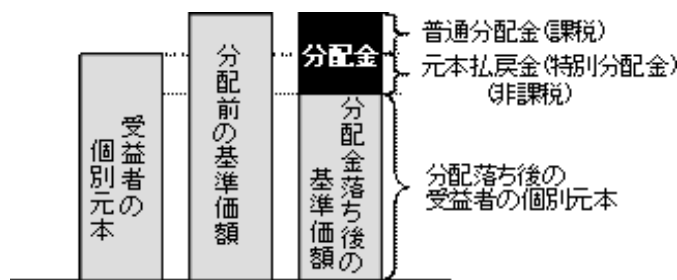 受益者の
個別元本
分配前の基準価額
分配金
分配金落ち後の
基準価額
普通分配金(課税)
元本払戻金(特別分配金)
(非課税)
分配落ち後の
受益者の個別元本